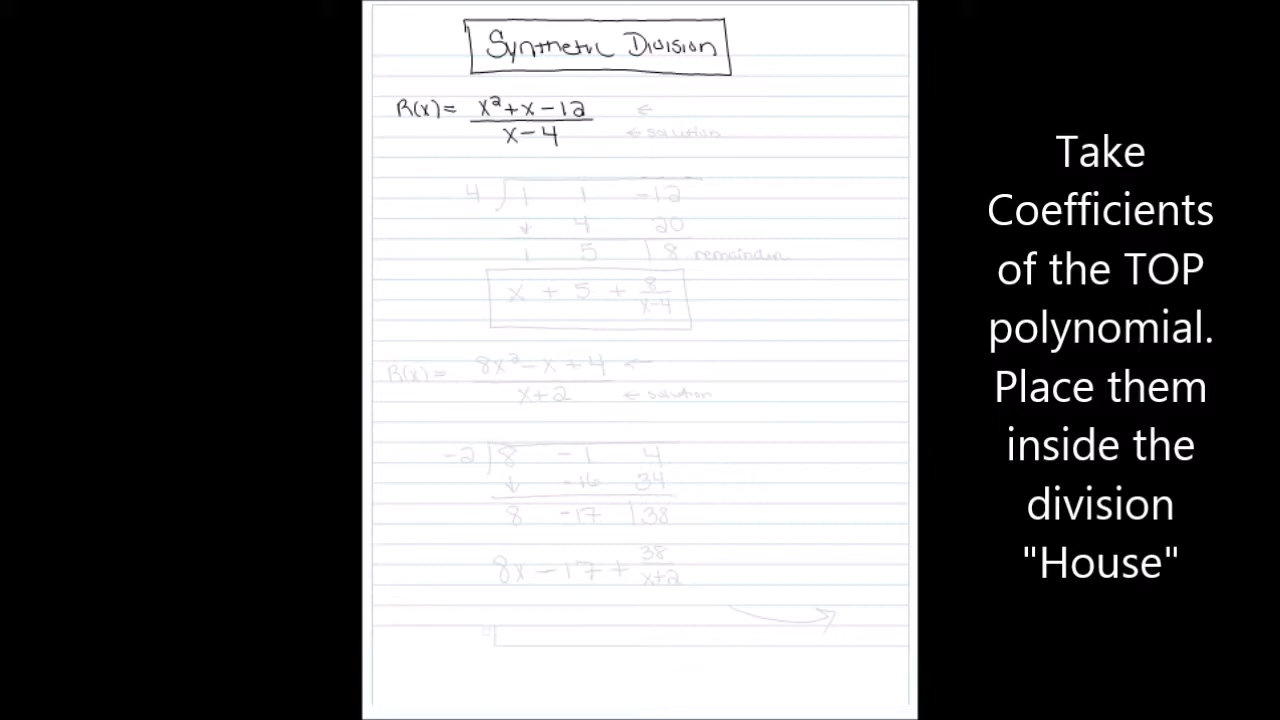 Synthetic Division
R(x) = x² + x - 12 ←
x - 4 ← solution
4 1 1 -12
↓ 4 20
1 5 | 8 remainder
x + 5 + 8/(x-4)
R(x) = 8x² - x + 4 ←
x + 2 ← solution
-2 8 -1 4
↓ -16 34
8 -17 | 38
8x - 17 + 38/(x+2)
Take
Coefficients
of the TOP
polynomial.
Place them
inside the
division
"House"